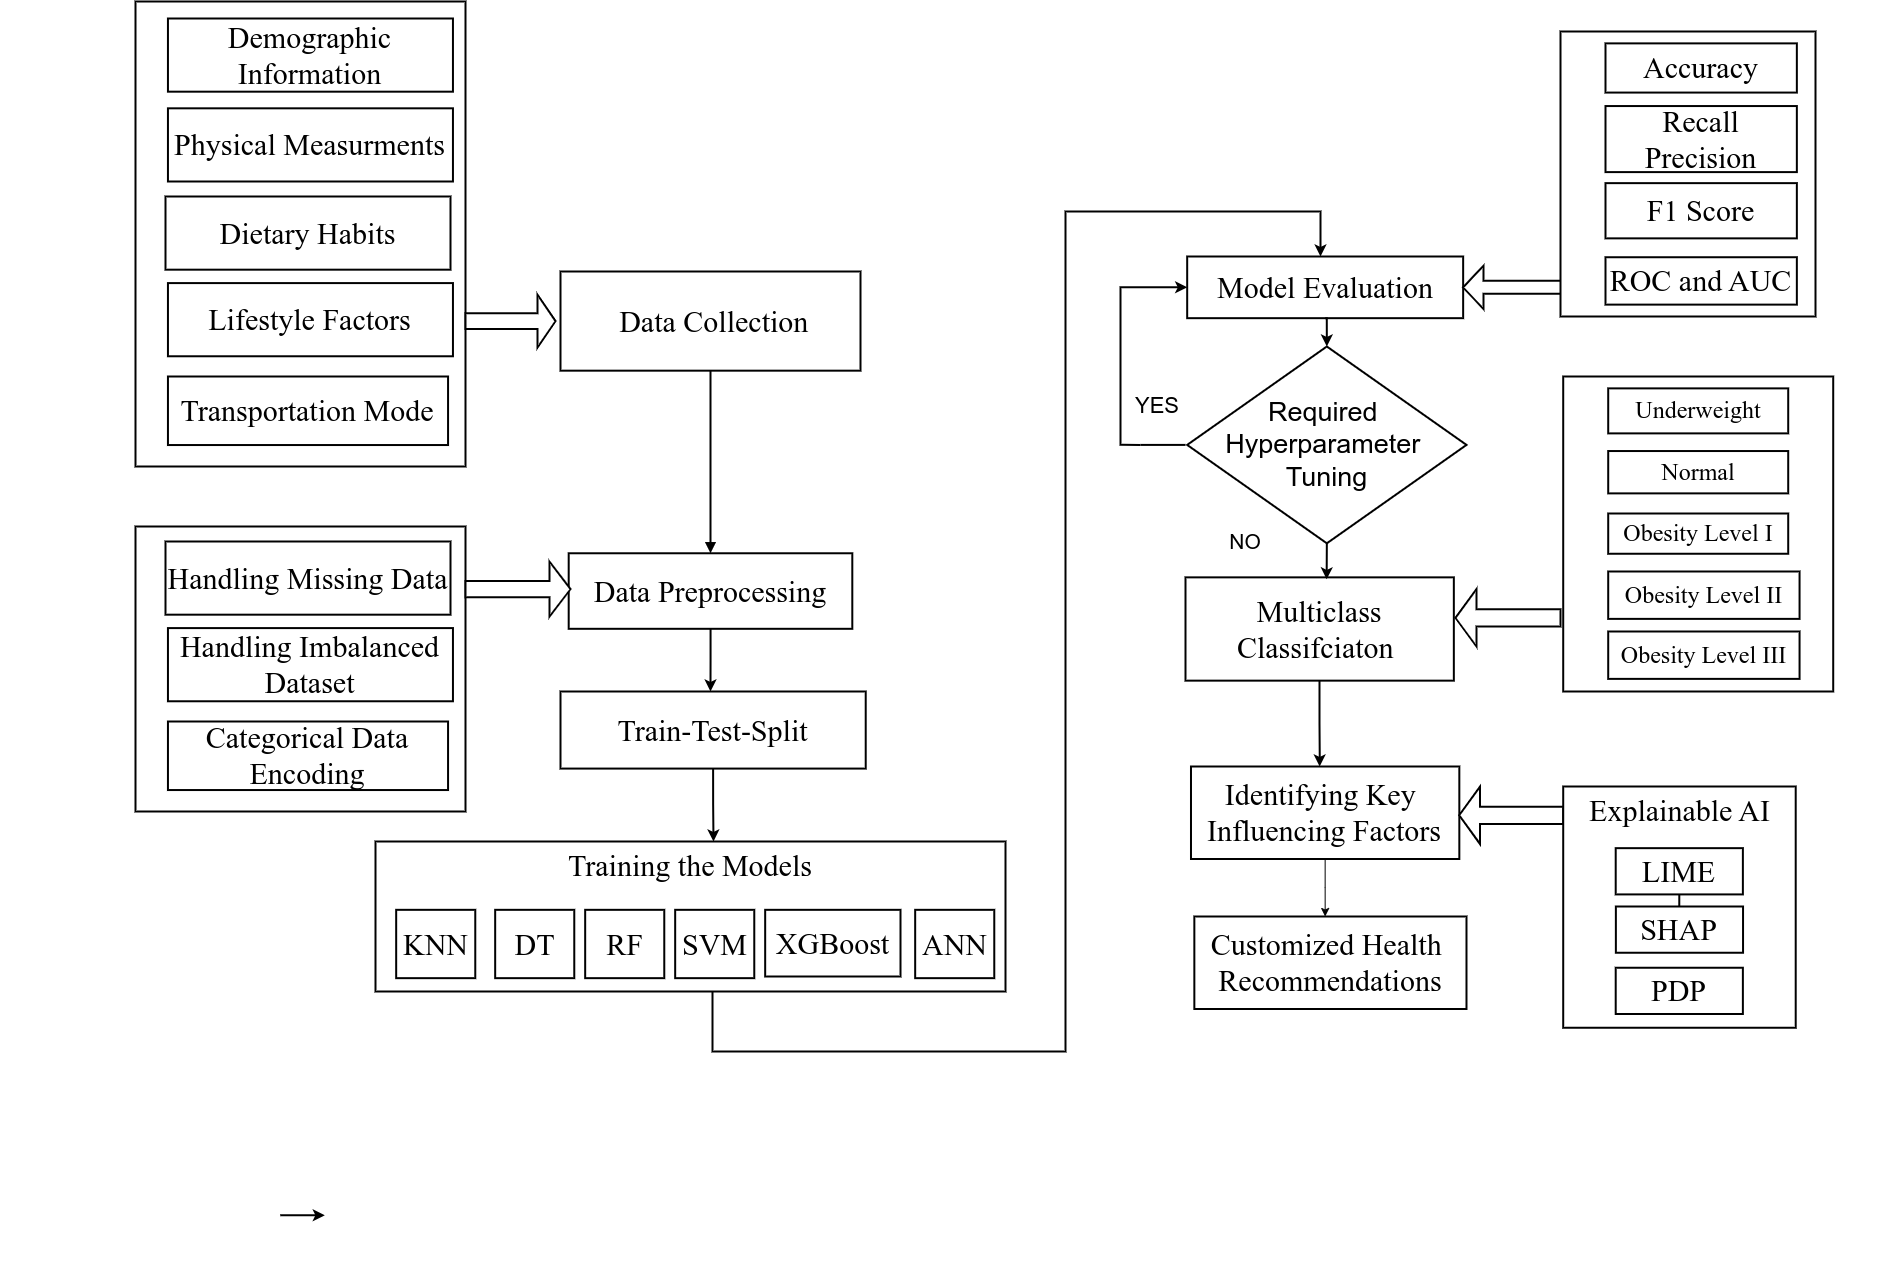 Demographic
Information
Physical Measurments
Dietary Habits
Lifestyle Factors
Transportation Mode
Data Collection
Handling Missing Data
Handling Imbalanced
Dataset
Categorical Data
Encoding
Data Preprocessing
Train-Test-Split
Training the Models
KNN
DT
RF
SVM
XGBoost
ANN
Accuracy
Recall
Precision
F1 Score
ROC and AUC
Model Evaluation
YES
Required
Hyperparameter
Tuning
NO
Underweight
Normal
Obesity Level I
Obesity Level II
Obesity Level III
Multiclass
Classifciaton
Identifying Key
Influencing Factors
Explainable AI
LIME
SHAP
PDP
Customized Health
Recommendations